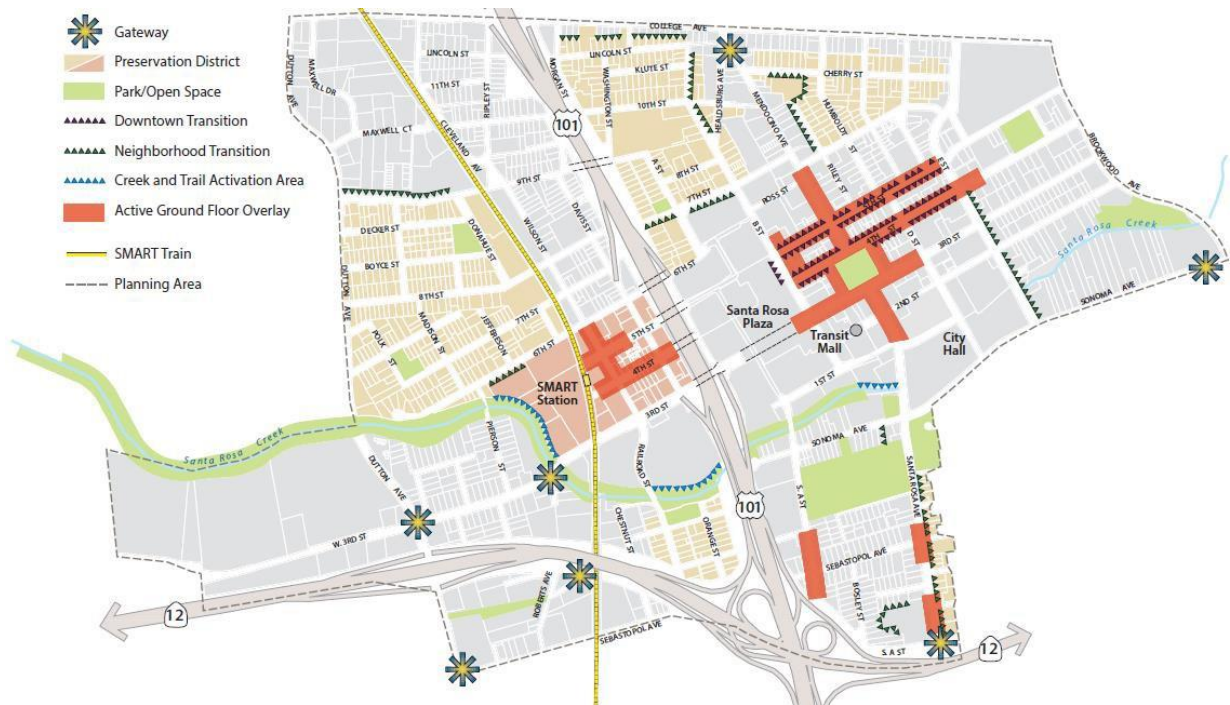 Gateway
Preservation District
Park/Open Space
Downtown Transition
Neighborhood Transition
Creek and Trail Activation Area
Active Ground Floor Overlay
SMART Train
Planning Area
COLLEGE AVE
LINCOLN ST
LINCOLN ST
KLUTE ST
CHERRY ST
DUTTON AVE
MAXWELL DR
11TH ST
RIPLEY ST
MORGAN ST
WASHINGTON ST
10TH ST
HEALDSBURG AVE
MENDOCINO AVE
HUMBOLDT ST
101
MAXWELL CT
CLEVELAND AV
9TH ST
A ST
8TH ST
7TH ST
RILEY ST
E ST
BROOKWOOD AVE
ROSS ST
B ST
DECKER ST
DONAHUE ST
WILSON ST
DAVIS ST
4TH ST
D ST
3RD ST
Santa Rosa Creek
BOYCE ST
DUTTON AVE
6TH ST
8TH ST
7TH ST
JEFFERESON
MADISON ST
POLK ST
6TH ST
5TH ST
Santa Rosa
Plaza
2ND ST
SONOMA AVE
Transit
Mall
City
Hall
SMART
Station
4TH ST
3RD ST
1ST ST
Santa Rosa Creek
PIERSON ST
RAILROAD ST
SONOMA AVE
DUTTON AVE
SANTA ROSA AVE
S. A ST
101
W. 3RD ST
CHESTNUT ST
ORANGE ST
SEBASTOPOL AVE
ROBERTS AVE
BOSLEY ST
12
SEBASTOPOL AVE
S. A ST
12